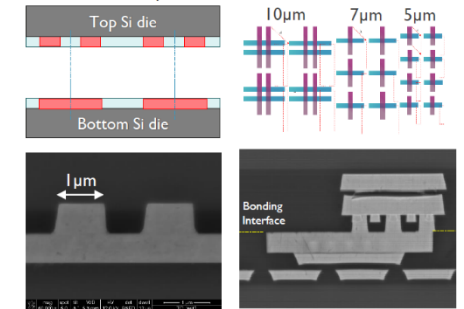 Top Si die
Bottom Si die
10μm
7μm
5μm
1μm
Bonding
Interface